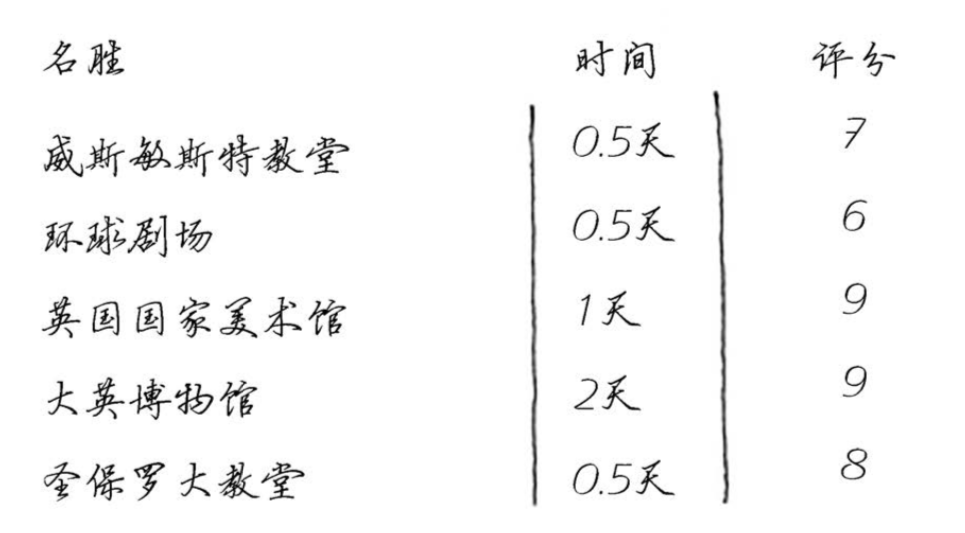 名胜 时间 评分
威斯敏斯特教堂 0.5天 7
环球剧场 0.5天 6
英国国家美术馆 1天 9
大英博物馆 2天 9
圣保罗大教堂 0.5天 8